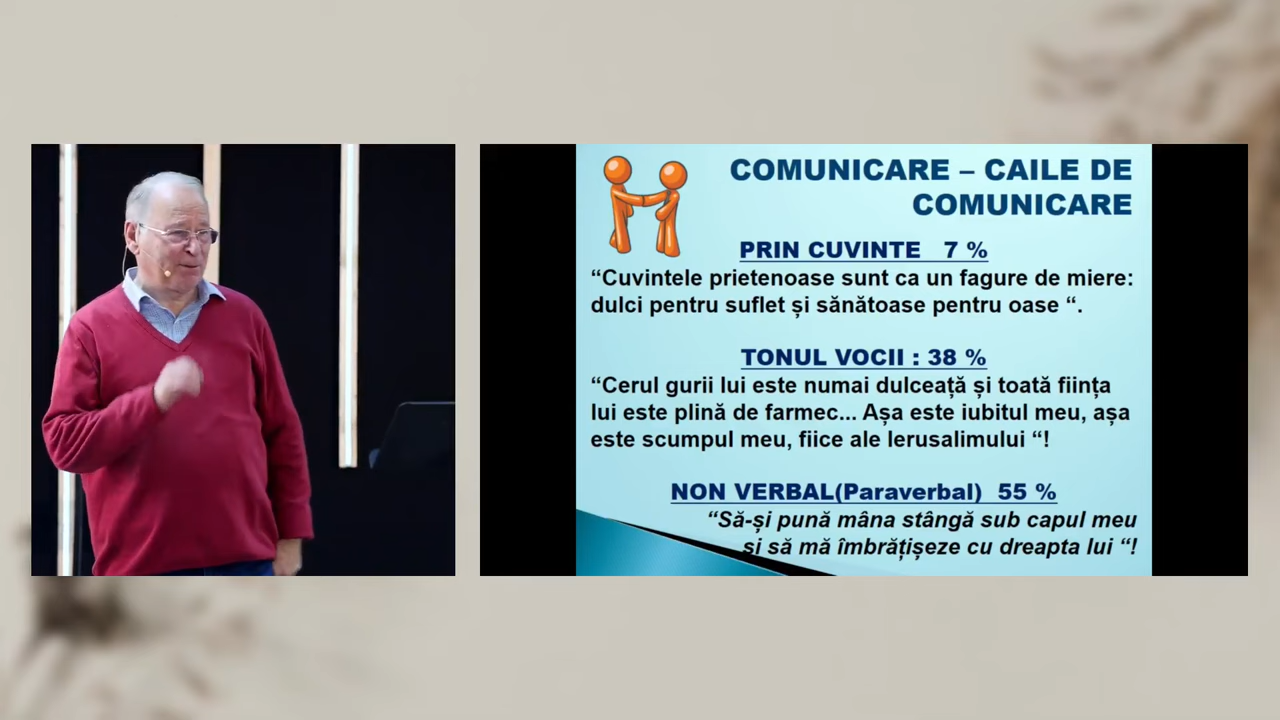 COMUNICARE – CAILE DE
COMUNICARE
PRIN CUVINTE 7 %
“Cuvintele prietenoase sunt ca un fagure de miere:
dulci pentru suflet și sănătoase pentru oase “.
TONUL VOCII : 38 %
“Cerul gurii lui este numai dulceață și toată ființa
lui este plină de farmec... Așa este iubitul meu, așa
este scumpul meu, fiice ale Ierusalimului “!
NON VERBAL(Paraverbal) 55 %
“Să-și pună mâna stângă sub capul meu
și să mă îmbrățișeze cu dreapta lui “!